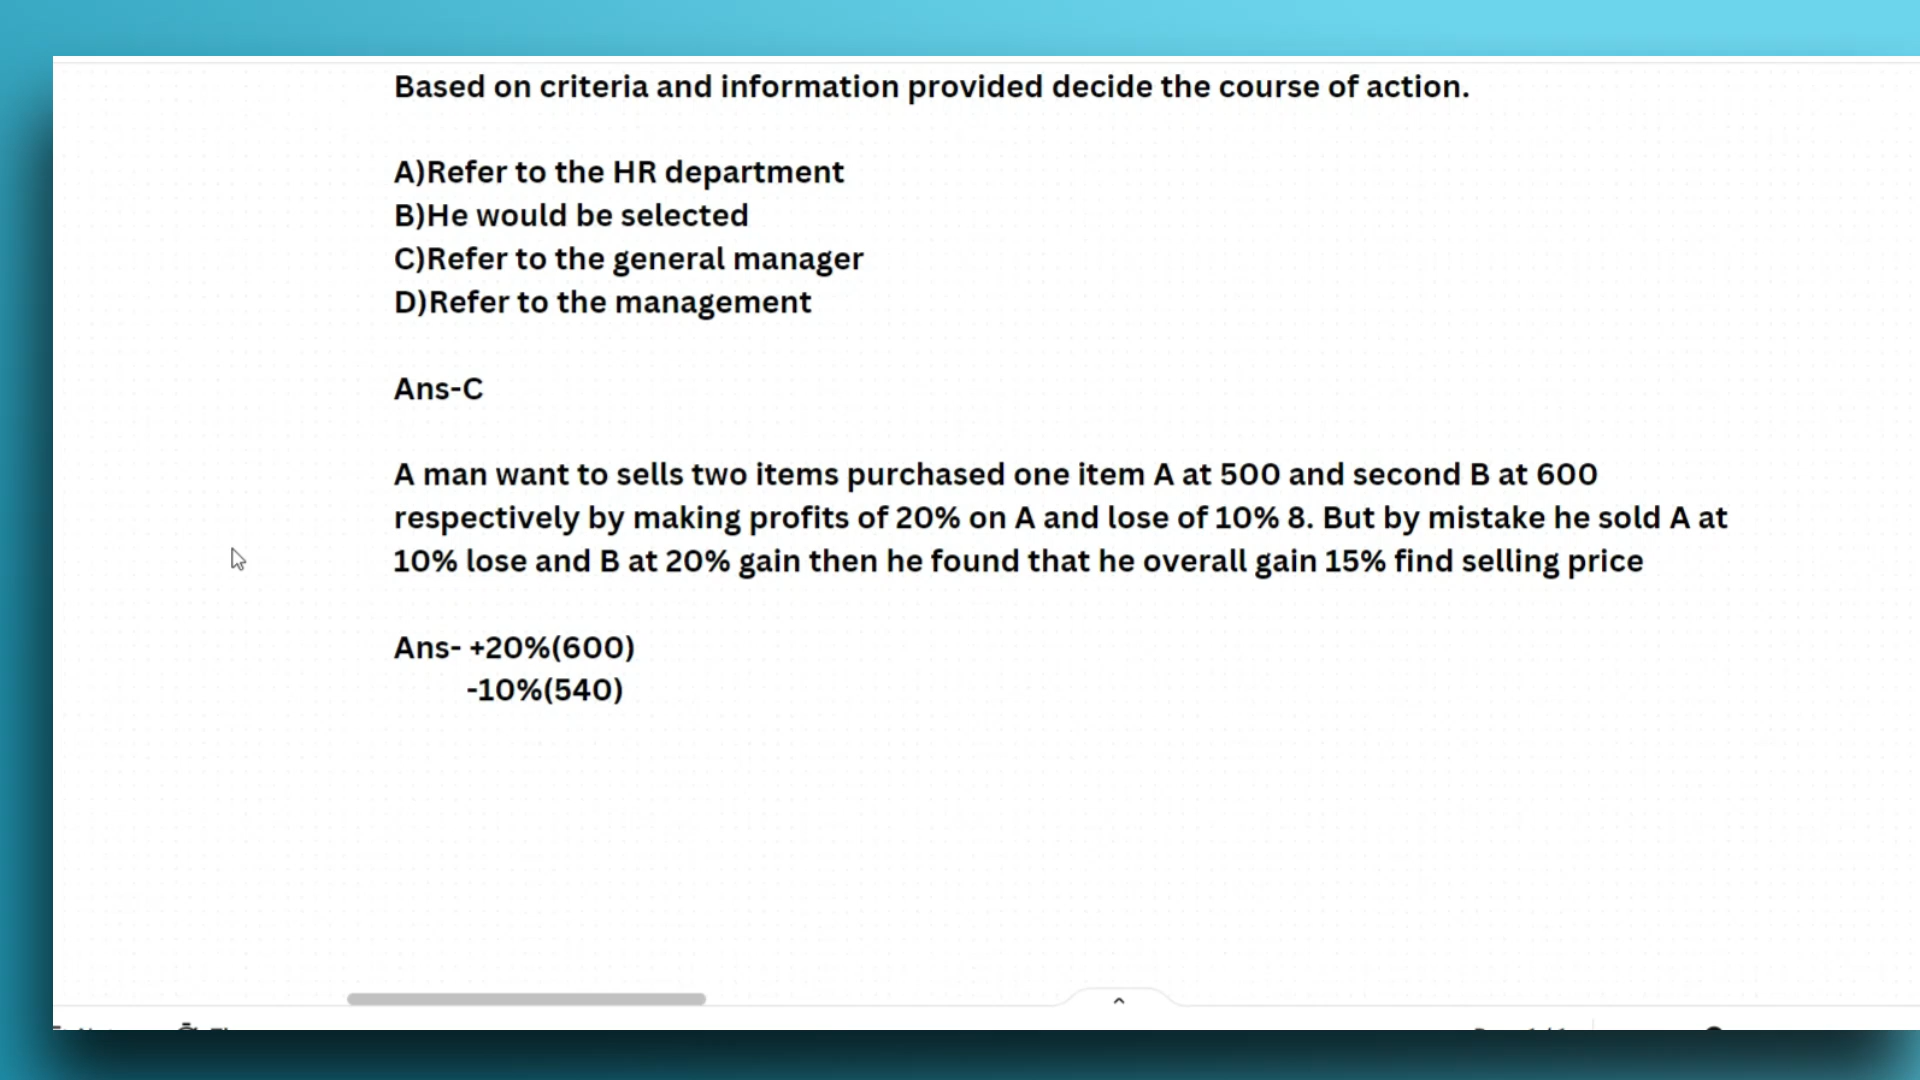 Based on criteria and information provided decide the course of action.
A)Refer to the HR department
B)He would be selected
C)Refer to the general manager
D)Refer to the management
Ans-C
A man want to sells two items purchased one item A at 500 and second B at 600
respectively by making profits of 20% on A and lose of 10% 8. But by mistake he sold A at
10% lose and B at 20% gain then he found that he overall gain 15% find selling price
Ans- +20%(600)
-10%(540)